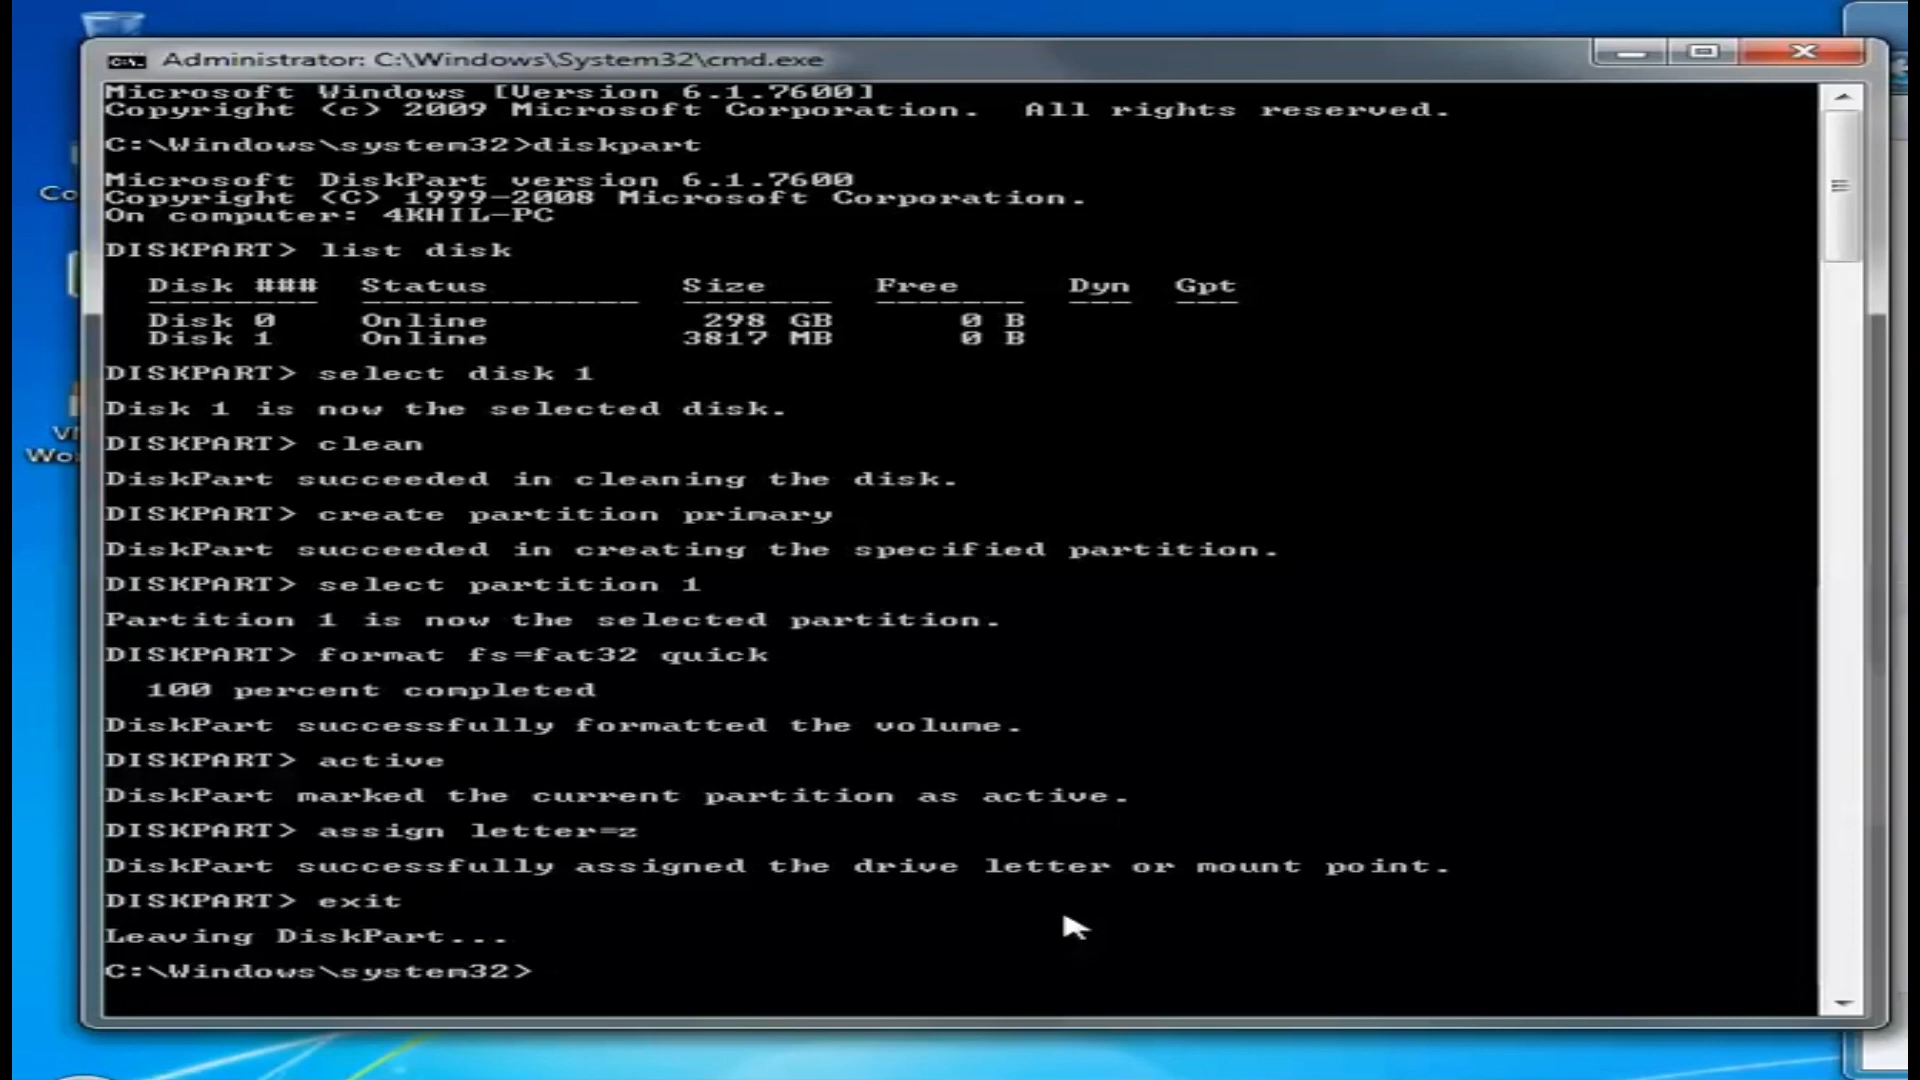 Administrator: C:\Windows\System32\cmd.exe
Microsoft Windows [Version 6.1.7600]
Copyright (c) 2009 Microsoft Corporation.  All rights reserved.
C:\Windows\system32>diskpart
Microsoft DiskPart version 6.1.7600
Copyright (C) 1999-2008 Microsoft Corporation.
On computer: 4KHIL-PC
DISKPART> list disk
Disk ###  Status  Size  Free  Dyn  Gpt
--------  -------------  -------  -------  ---  ---
Disk 0  Online  298 GB  0 B
Disk 1  Online  3817 MB  0 B
DISKPART> select disk 1
Disk 1 is now the selected disk.
DISKPART> clean
DiskPart succeeded in cleaning the disk.
DISKPART> create partition primary
DiskPart succeeded in creating the specified partition.
DISKPART> select partition 1
Partition 1 is now the selected partition.
DISKPART> format fs=fat32 quick
100 percent completed
DiskPart successfully formatted the volume.
DISKPART> active
DiskPart marked the current partition as active.
DISKPART> assign letter=z
DiskPart successfully assigned the drive letter or mount point.
DISKPART> exit
Leaving DiskPart...
C:\Windows\system32>